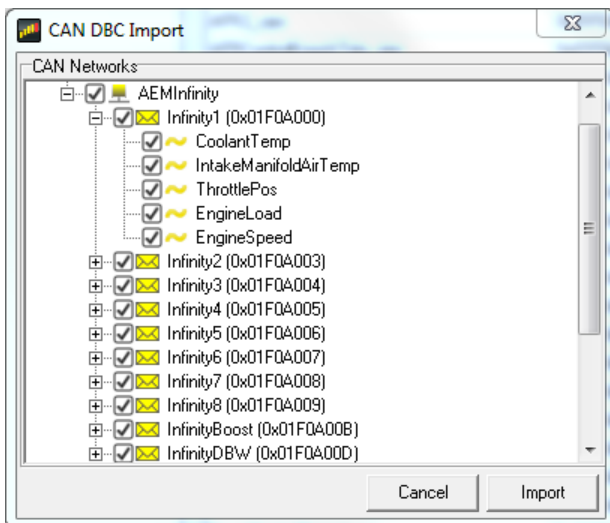 CAN DBC Import
CAN Networks
AEMInfinity
Infinity1 (0x01F0A000)
CoolantTemp
IntakeManifoldAirTemp
ThrottlePos
EngineLoad
EngineSpeed
Infinity2 (0x01F0A003)
Infinity3 (0x01F0A004)
Infinity4 (0x01F0A005)
Infinity5 (0x01F0A006)
Infinity6 (0x01F0A007)
Infinity7 (0x01F0A008)
Infinity8 (0x01F0A009)
InfinityBoost (0x01F0A00B)
InfinityDBW (0x01F0A00D)
Cancel Import